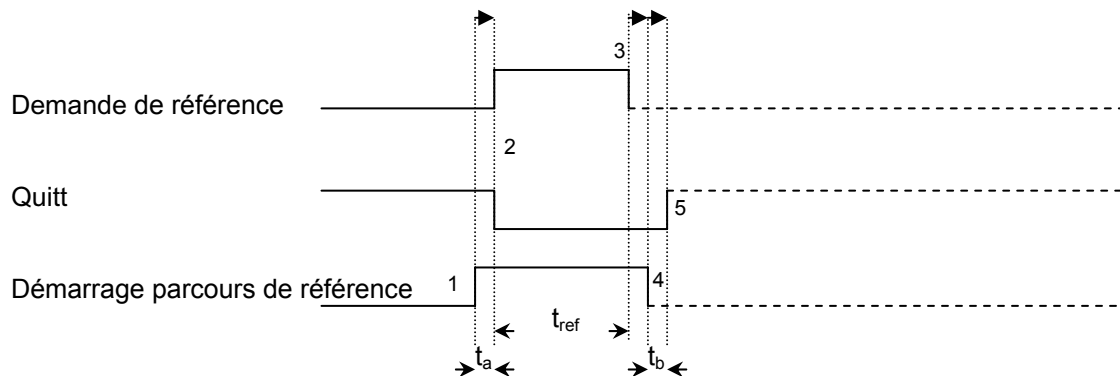 3
Demande de référence
2
Quitt
5
Démarrage parcours de référence
1
4
tref
ta
tb